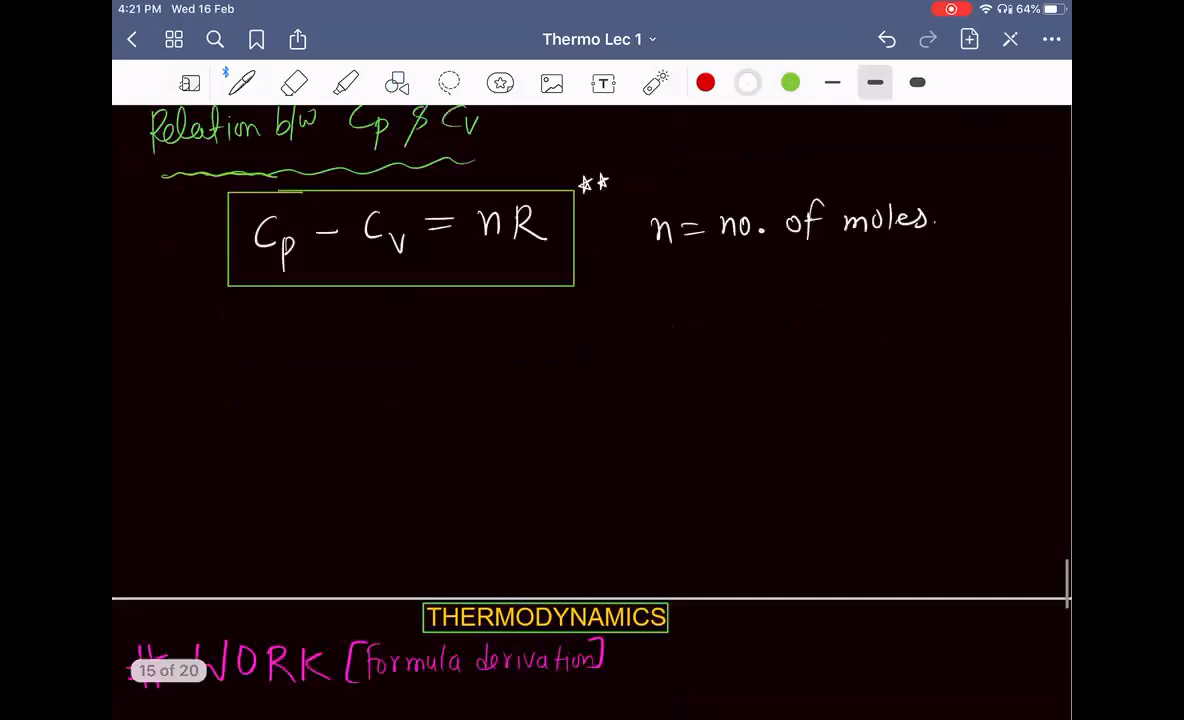 4:21 PM Wed 16 Feb
64%
Thermo Lec 1
Relation b/w Cp & Cv
Cp - Cv = nR
n = no. of moles.
THERMODYNAMICS
# WORK [Formula derivation]
15 of 20